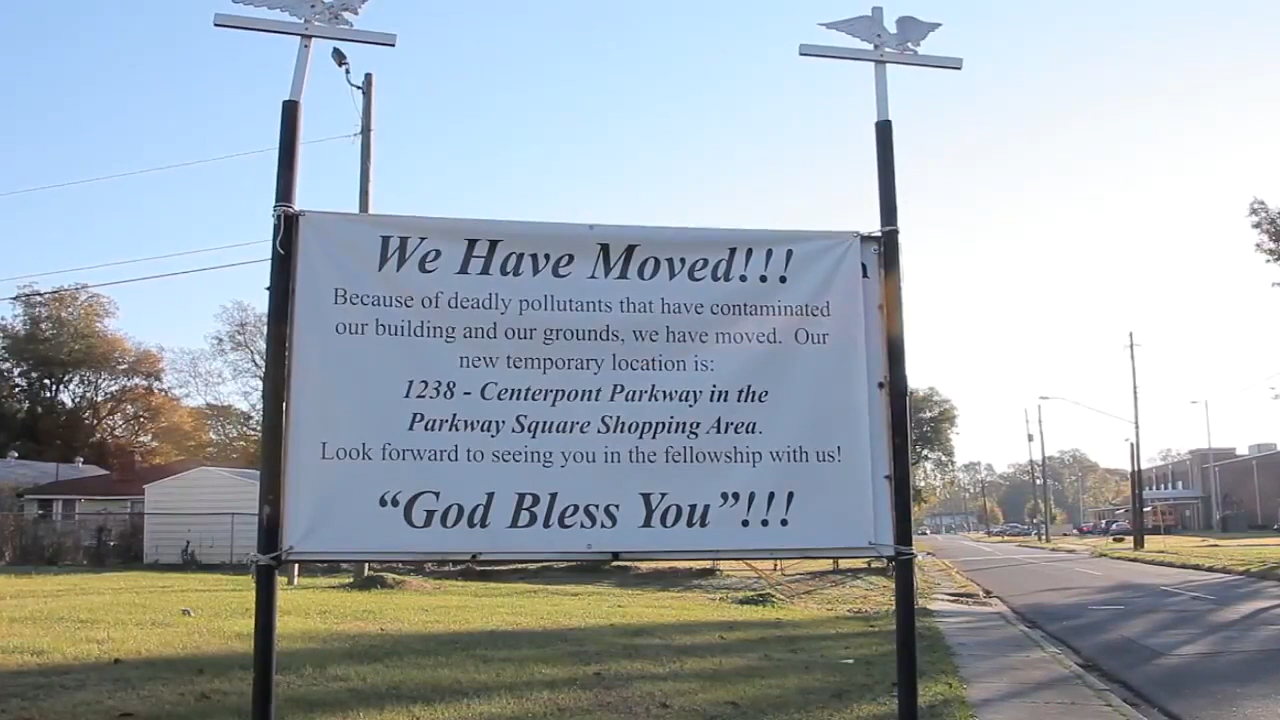 We Have Moved!!!
Because of deadly pollutants that have contaminated
our building and our grounds, we have moved. Our
new temporary location is:
1238 - Centerpont Parkway in the
Parkway Square Shopping Area.
Look forward to seeing you in the fellowship with us!
“God Bless You”!!!